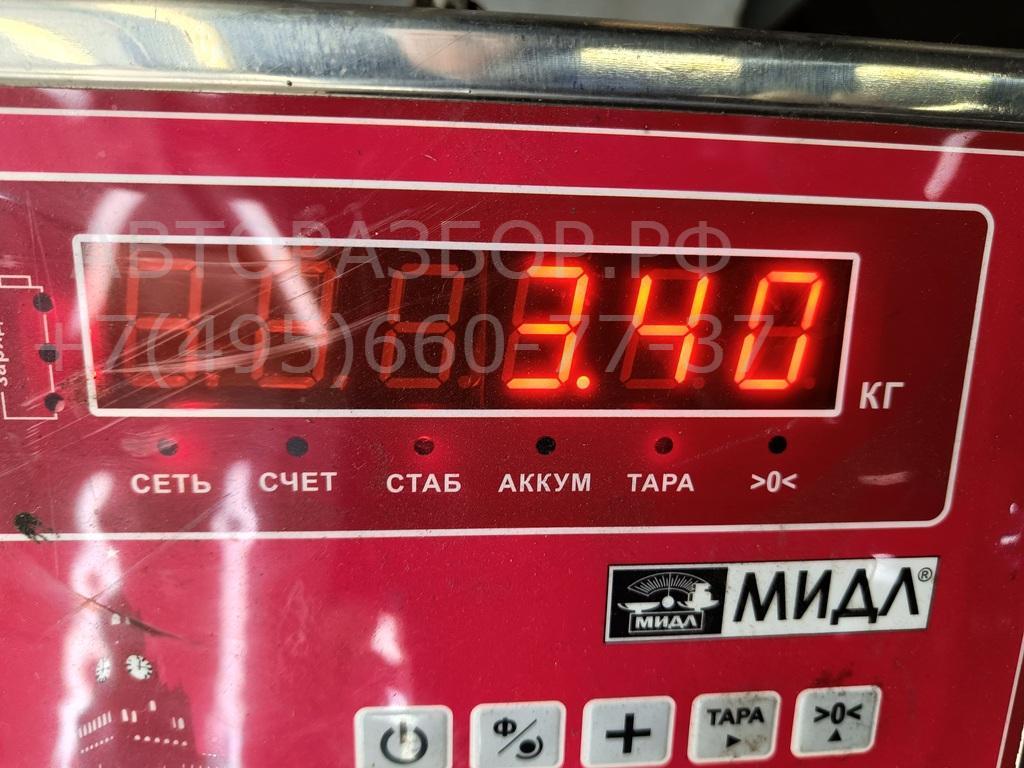 АВТОРАЗБОР.РФ
+7(495)660-77-37
3.40
КГ
СЕТЬ СЧЕТ СТАБ АККУМ ТАРА >0<
МИДЛ МИДЛ®
Ф
+
ТАРА
>0<